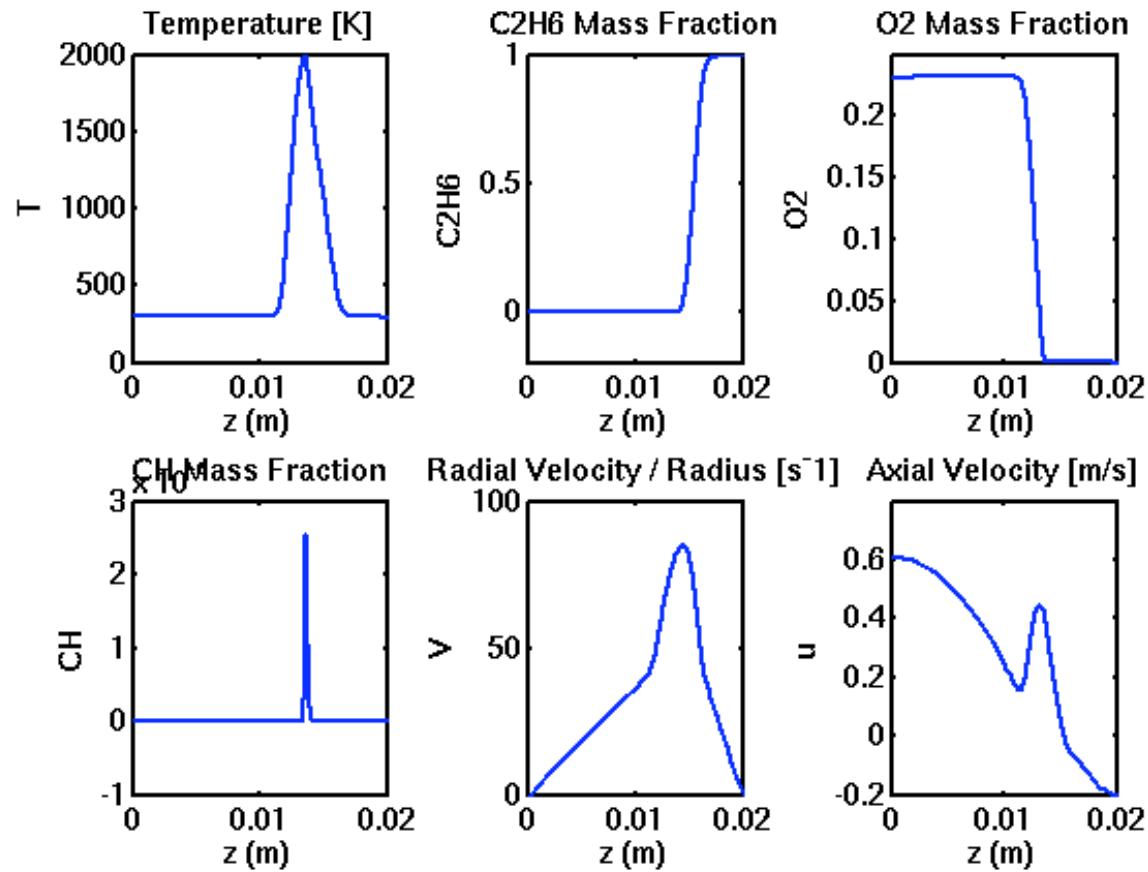 Temperature [K]
T
2000
1500
1000
500
0
0 0.01 0.02
z (m)
C2H6 Mass Fraction
C2H6
1
0.5
0
0 0.01 0.02
z (m)
O2 Mass Fraction
O2
0.2
0.15
0.1
0.05
0
0 0.01 0.02
z (m)
CH Mass Fraction
x 10
CH
3
2
1
0
-1
0 0.01 0.02
z (m)
Radial Velocity / Radius [s⁻1]
V
100
50
0
0 0.01 0.02
z (m)
Axial Velocity [m/s]
u
0.6
0.4
0.2
0
-0.2
0 0.01 0.02
z (m)